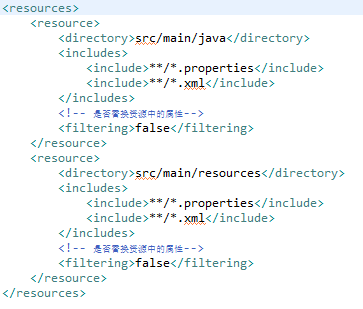 <resources>
    <resource>
        <directory>src/main/java</directory>
        <includes>
            <include>**/*.properties</include>
            <include>**/*.xml</include>
        </includes>
        <!-- 是否替换资源中的属性-->
        <filtering>false</filtering>
    </resource>
    <resource>
        <directory>src/main/resources</directory>
        <includes>
            <include>**/*.properties</include>
            <include>**/*.xml</include>
        </includes>
        <!-- 是否替换资源中的属性-->
        <filtering>false</filtering>
    </resource>
</resources>